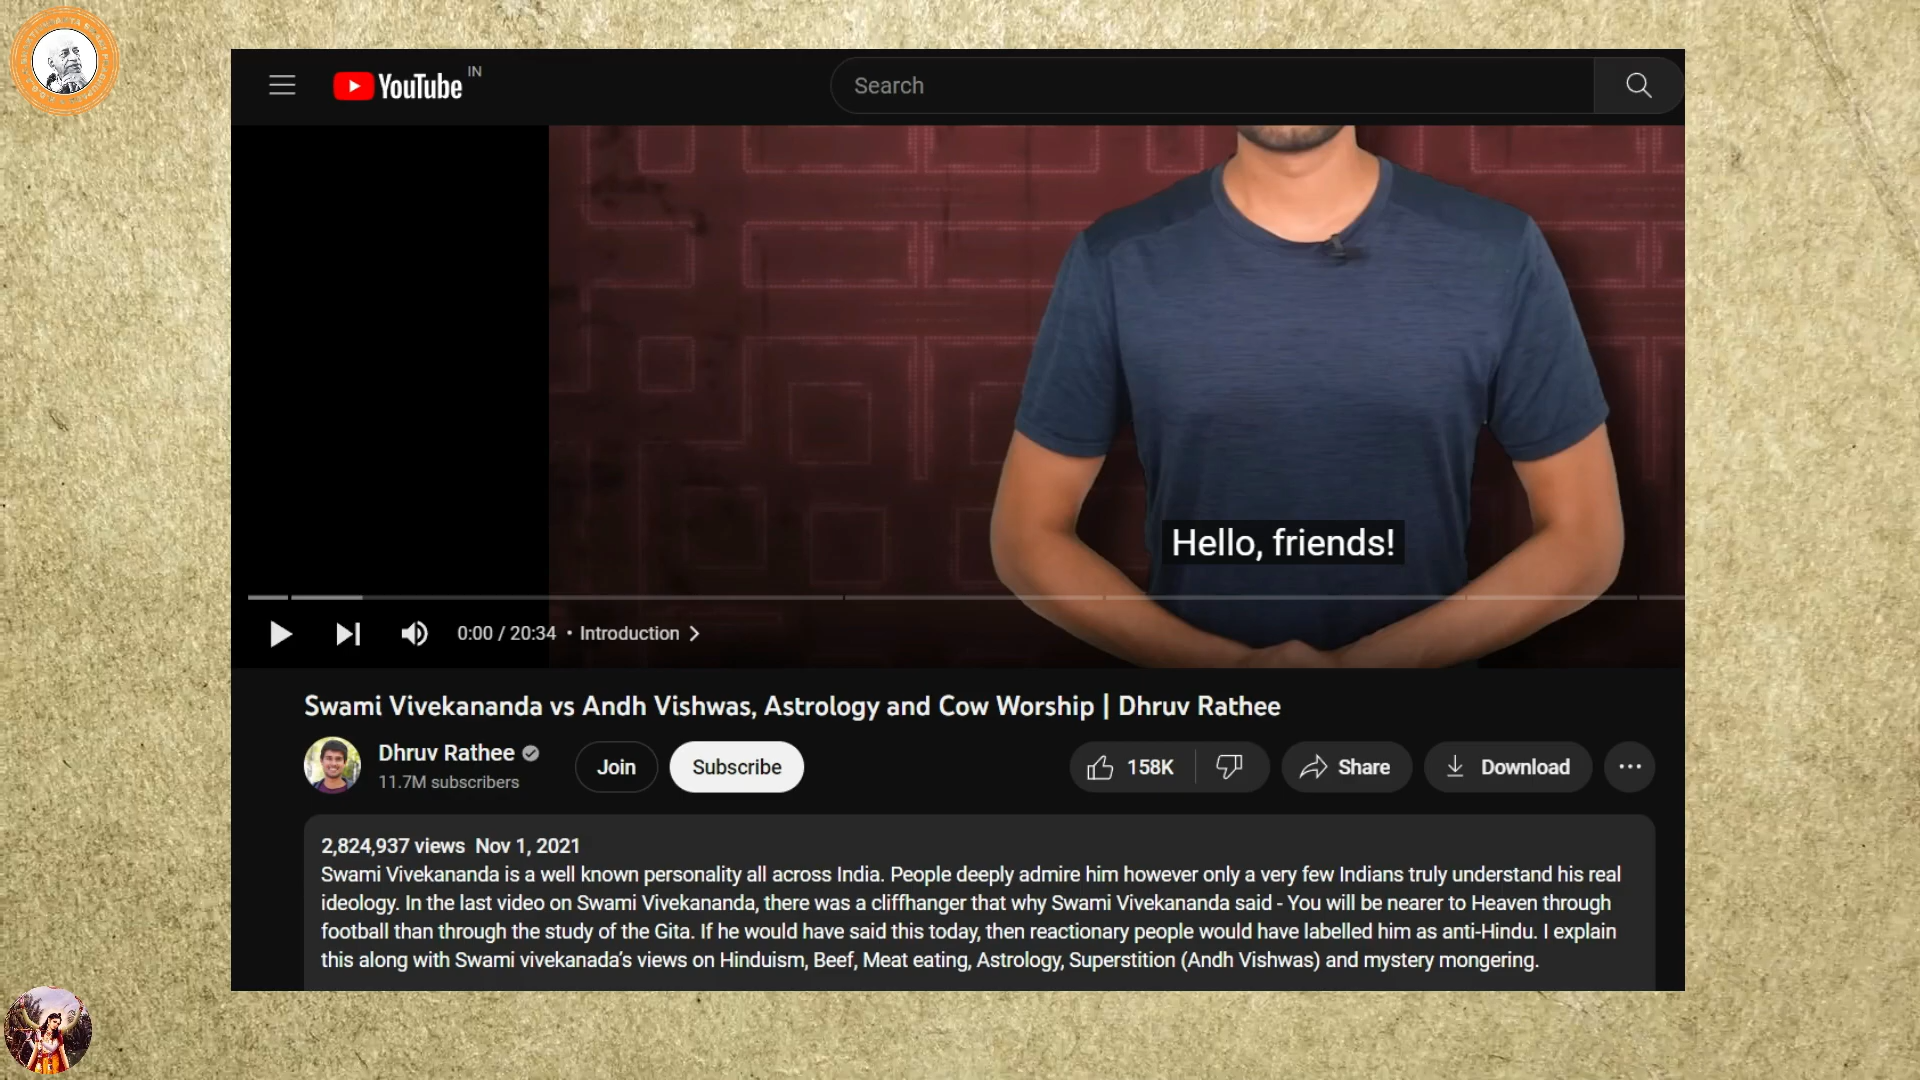 YouTube IN
Search
Hello, friends!
0:00 / 20:34 • Introduction
Swami Vivekananda vs Andh Vishwas, Astrology and Cow Worship | Dhruv Rathee
Dhruv Rathee
11.7M subscribers
Join
Subscribe
158K
Share
Download
2,824,937 views Nov 1, 2021
Swami Vivekananda is a well known personality all across India. People deeply admire him however only a very few Indians truly understand his real
ideology. In the last video on Swami Vivekananda, there was a cliffhanger that why Swami Vivekananda said - You will be nearer to Heaven through
football than through the study of the Gita. If he would have said this today, then reactionary people would have labelled him as anti-Hindu. I explain
this along with Swami vivekanada's views on Hinduism, Beef, Meat eating, Astrology, Superstition (Andh Vishwas) and mystery mongering.